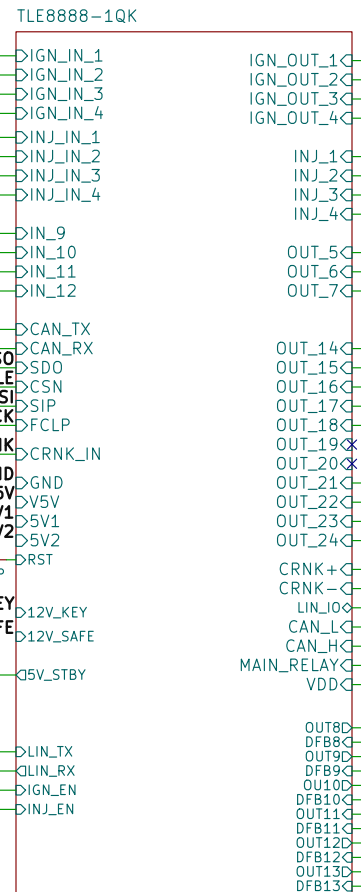 TLE8888-1QK
IGN_IN_1
IGN_IN_2
IGN_IN_3
IGN_IN_4
INJ_IN_1
INJ_IN_2
INJ_IN_3
INJ_IN_4
IN_9
IN_10
IN_11
IN_12
CAN_TX
CAN_RX
SDO
CSN
SIP
FCLP
CRNK_IN
GND
V5V
5V1
5V2
RST
12V_KEY
12V_SAFE
5V_STBY
LIN_TX
LIN_RX
IGN_EN
INJ_EN
IGN_OUT_1
IGN_OUT_2
IGN_OUT_3
IGN_OUT_4
INJ_1
INJ_2
INJ_3
INJ_4
OUT_5
OUT_6
OUT_7
OUT_14
OUT_15
OUT_16
OUT_17
OUT_18
OUT_19
OUT_20
OUT_21
OUT_22
OUT_23
OUT_24
CRNK+
CRNK-
LIN_IO
CAN_L
CAN_H
MAIN_RELAY
VDD
OUT8
DFB8
OUT9
DFB9
OU10
DFB10
OUT11
DFB11
OUT12
DFB12
OUT13
DFB13